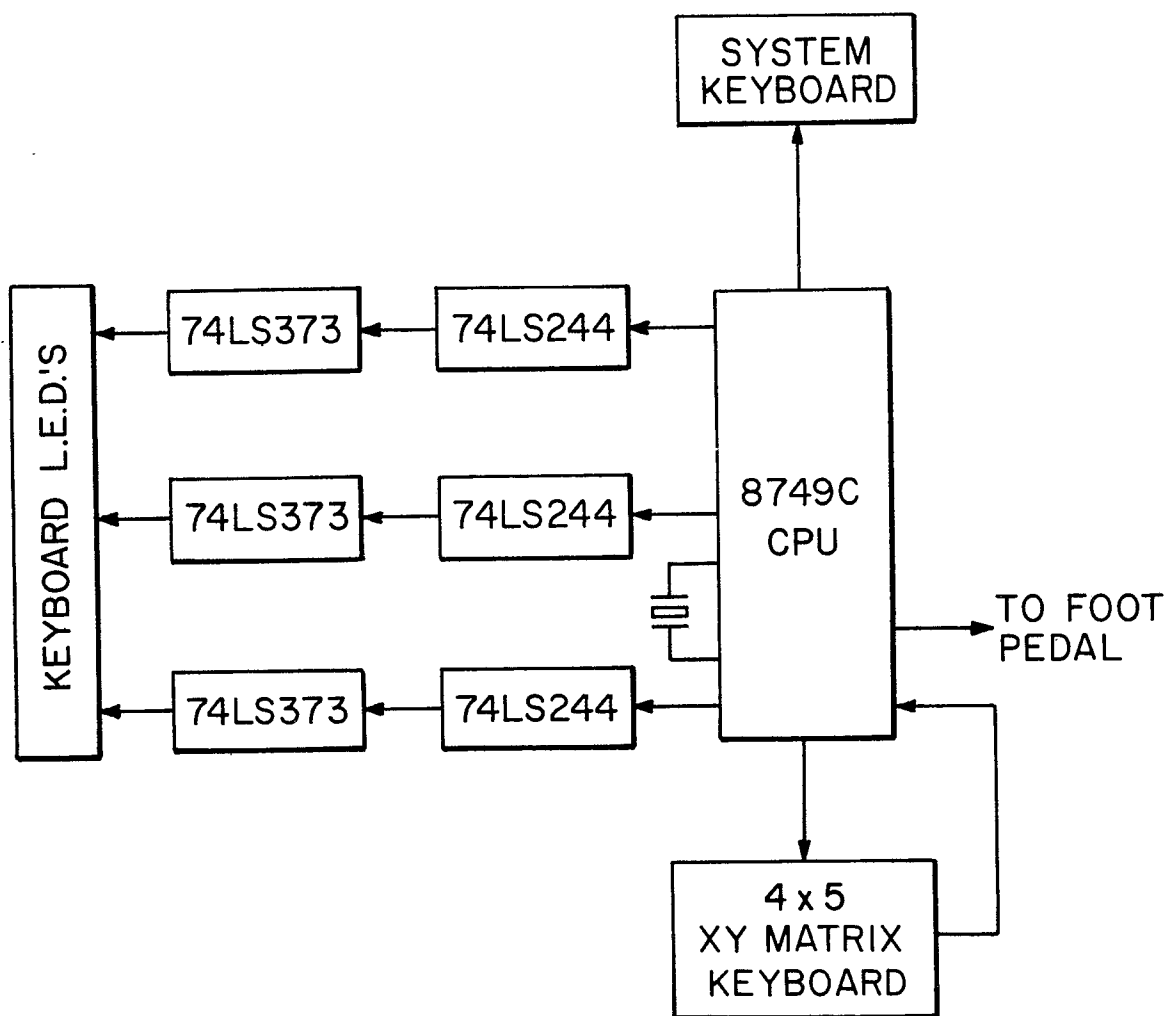 SYSTEM
KEYBOARD
KEYBOARD L.E.D.'S
74LS373
74LS244
74LS373
74LS244
74LS373
74LS244
8749C
CPU
TO FOOT
PEDAL
4 x 5
XY MATRIX
KEYBOARD